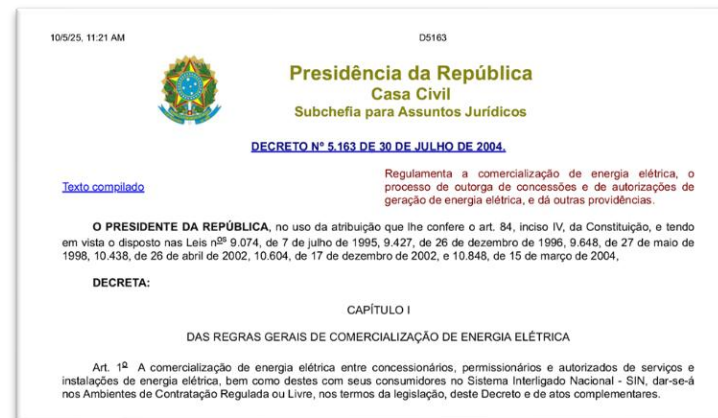 10/5/25, 11:21 AM
D5163
Presidência da República
Casa Civil
Subchefia para Assuntos Jurídicos
DECRETO Nº 5.163 DE 30 DE JULHO DE 2004.
Texto compilado
Regulamenta a comercialização de energia elétrica, o
processo de outorga de concessões e de autorizações de
geração de energia elétrica, e dá outras providências.
O PRESIDENTE DA REPÚBLICA, no uso da atribuição que lhe confere o art. 84, inciso IV, da Constituição, e tendo
em vista o disposto nas Leis nos 9.074, de 7 de julho de 1995, 9.427, de 26 de dezembro de 1996, 9.648, de 27 de maio de
1998, 10.438, de 26 de abril de 2002, 10.604, de 17 de dezembro de 2002, e 10.848, de 15 de março de 2004,
DECRETA:
CAPÍTULO I
DAS REGRAS GERAIS DE COMERCIALIZAÇÃO DE ENERGIA ELÉTRICA
Art. 1º A comercialização de energia elétrica entre concessionários, permissionários e autorizados de serviços e
instalações de energia elétrica, bem como destes com seus consumidores no Sistema Interligado Nacional - SIN, dar-se-á
nos Ambientes de Contratação Regulada ou Livre, nos termos da legislação, deste Decreto e de atos complementares.